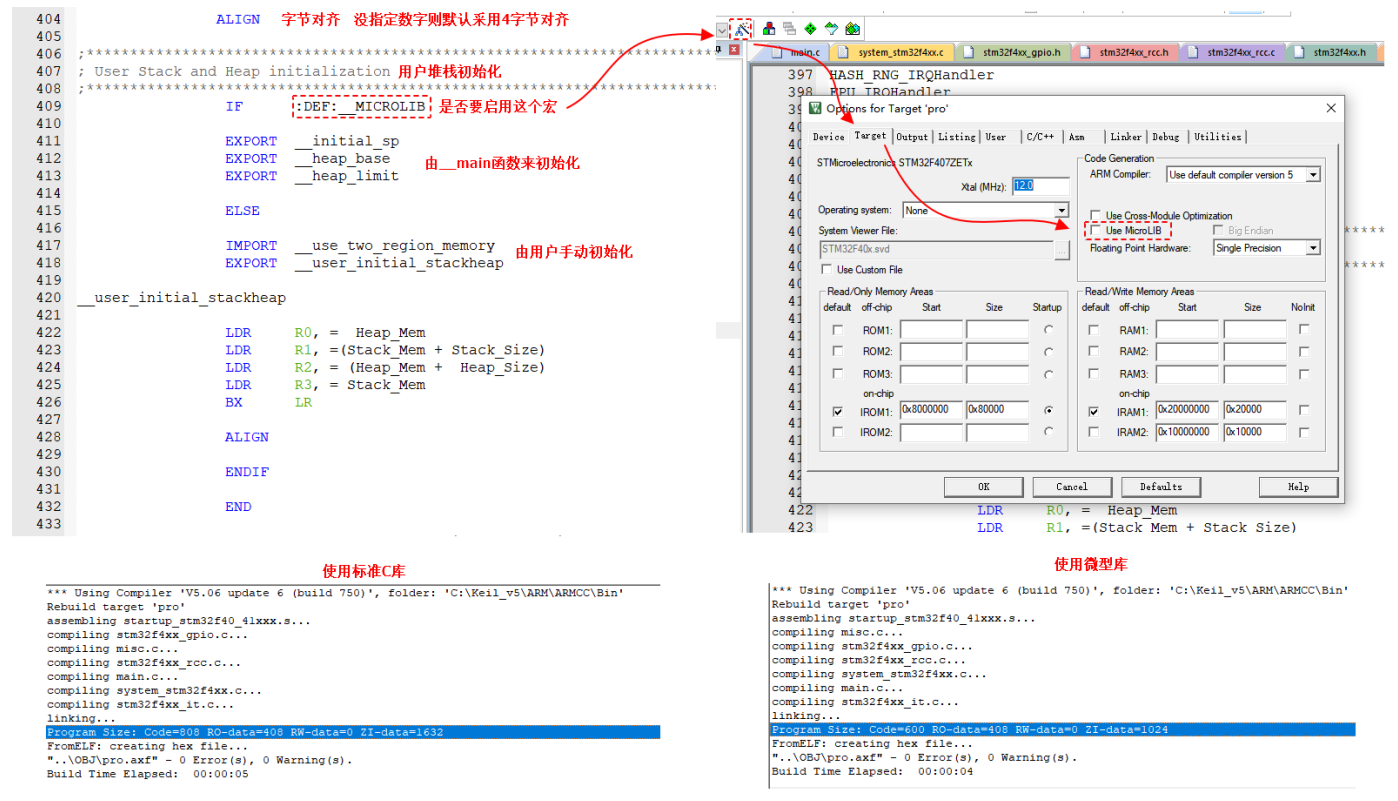 404 ALIGN 字节对齐 没指定数字则默认采用4字节对齐
405
406 ;*************************************************************************
407 ; User Stack and Heap initialization 用户堆栈初始化
408 ;*************************************************************************
409 IF :DEF:__MICROLIB 是否要启用这个宏
410
411 EXPORT __initial_sp
412 EXPORT __heap_base 由__main函数来初始化
413 EXPORT __heap_limit
414
415 ELSE
416
417 IMPORT __use_two_region_memory 由用户手动初始化
418 EXPORT __user_initial_stackheap
419
420 __user_initial_stackheap
421
422 LDR R0, = Heap_Mem
423 LDR R1, =(Stack_Mem + Stack_Size)
424 LDR R2, = (Heap_Mem + Heap_Size)
425 LDR R3, = Stack_Mem
426 BX LR
427
428 ALIGN
429
430 ENDIF
431
432 END
433
main.c system_stm32f4xx.c stm32f4xx_gpio.h stm32f4xx_rcc.h stm32f4xx_rcc.c stm32f4xx.h
397 HASH_RNG_IRQHandler
398 FPU_IRQHandler
Options for Target 'pro'
Device Target Output Listing User C/C++ Asm Linker Debug Utilities
STMicroelectronics STM32F407ZETx
Xtal (MHz): 12.0
Operating system: None
System Viewer File:
STM32F40x.svd ...
Use Custom File
Code Generation
ARM Compiler: Use default compiler version 5
Use Cross-Module Optimization
Use MicroLIB Big Endian
Floating Point Hardware: Single Precision
Read/Only Memory Areas
default off-chip Start Size Startup
ROM1:
ROM2:
ROM3:
on-chip
IROM1: 0x8000000 0x80000
IROM2:
Read/Write Memory Areas
default off-chip Start Size NoInit
RAM1:
RAM2:
RAM3:
on-chip
IRAM1: 0x20000000 0x20000
IRAM2: 0x10000000 0x10000
OK Cancel Defaults Help
422 LDR R0, = Heap_Mem
423 LDR R1, =(Stack_Mem + Stack_Size)
使用标准C库
*** Using Compiler 'V5.06 update 6 (build 750)', folder: 'C:\Keil_v5\ARM\ARMCC\Bin'
Rebuild target 'pro'
assembling startup_stm32f40_41xxx.s...
compiling stm32f4xx_gpio.c...
compiling misc.c...
compiling stm32f4xx_rcc.c...
compiling main.c...
compiling system_stm32f4xx.c...
compiling stm32f4xx_it.c...
linking...
Program Size: Code=808 RO-data=408 RW-data=0 ZI-data=1632
FromELF: creating hex file...
"..\OBJ\pro.axf" - 0 Error(s), 0 Warning(s).
Build Time Elapsed: 00:00:05
使用微型库
*** Using Compiler 'V5.06 update 6 (build 750)', folder: 'C:\Keil_v5\ARM\ARMCC\Bin'
Rebuild target 'pro'
assembling startup_stm32f40_41xxx.s...
compiling misc.c...
compiling stm32f4xx_gpio.c...
compiling stm32f4xx_rcc.c...
compiling system_stm32f4xx.c...
compiling main.c...
compiling stm32f4xx_it.c...
linking...
Program Size: Code=600 RO-data=408 RW-data=0 ZI-data=1024
FromELF: creating hex file...
"..\OBJ\pro.axf" - 0 Error(s), 0 Warning(s).
Build Time Elapsed: 00:00:04